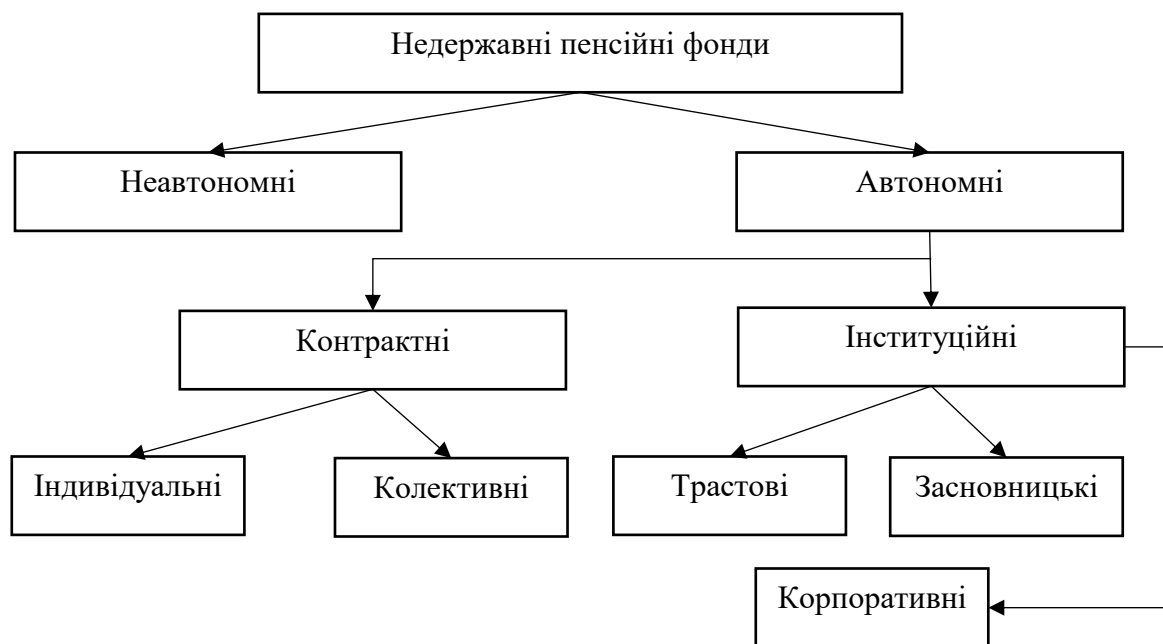 Недержавні пенсійні фонди
Неавтономні
Автономні
Контрактні
Інституційні
Індивідуальні
Колективні
Трастові
Засновницькі
Корпоративні